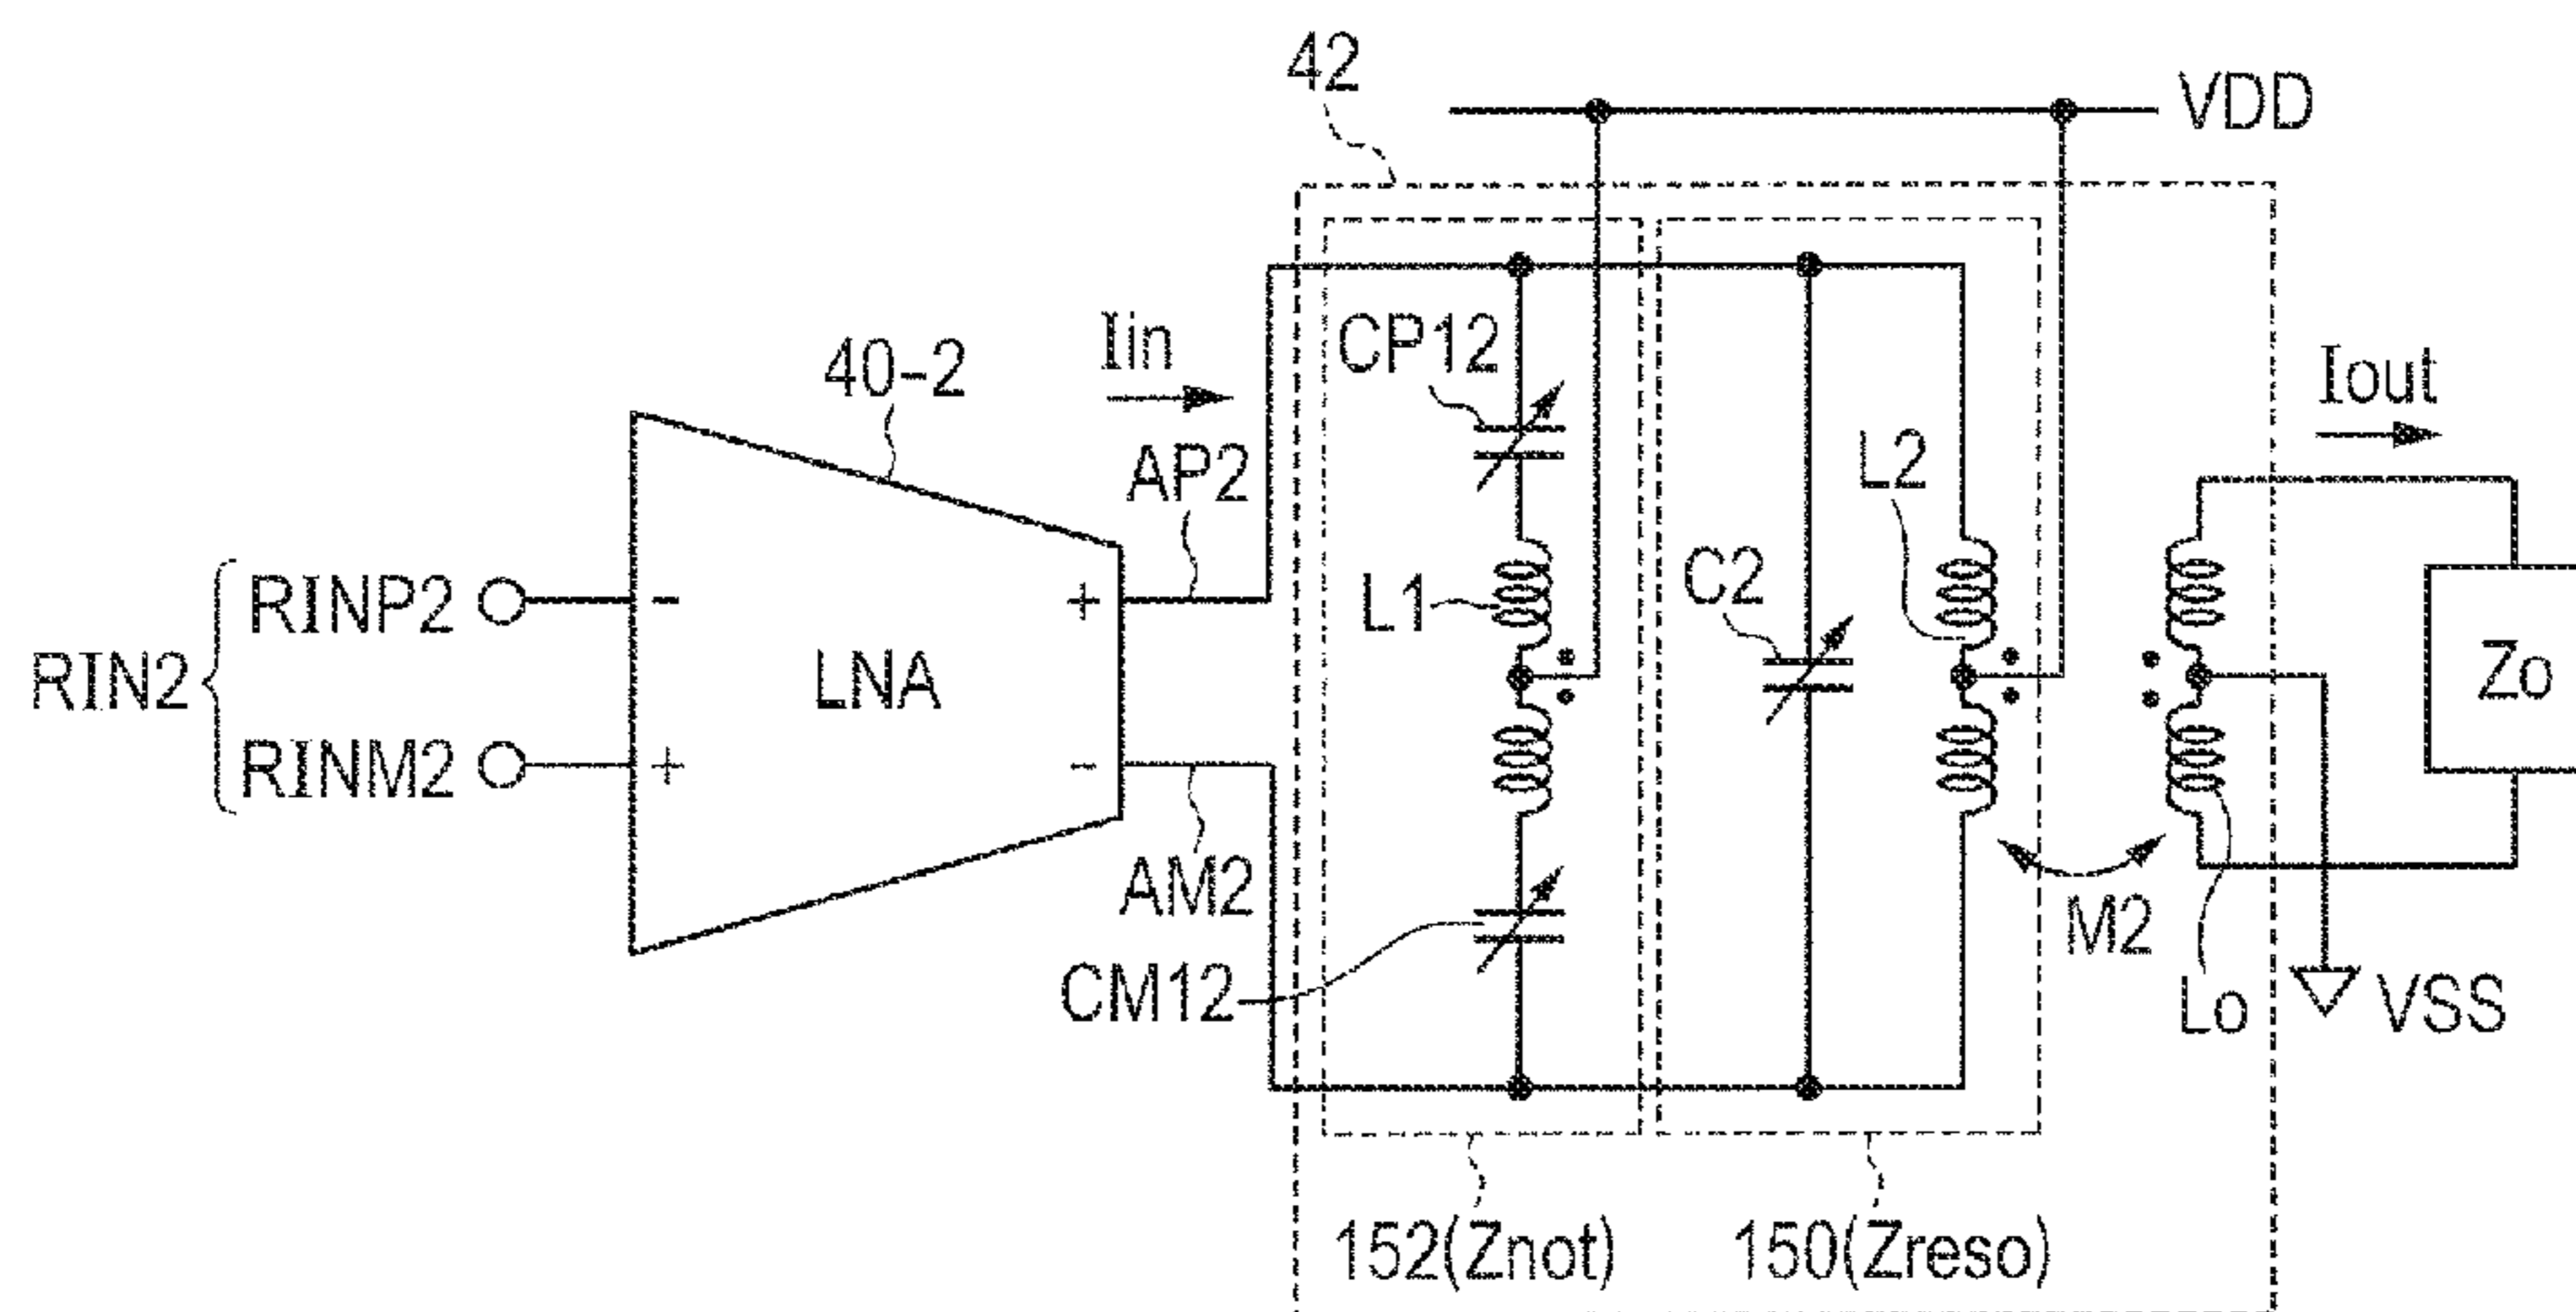 42
VDD
Iin
40-2
CP12
Iout
AP2
L2
RINP2
-
+
L1
C2
RIN2
LNA
Zo
RINM2
+
-
AM2
M2
CM12
Lo
VSS
152(Znot)
150(Zreso)